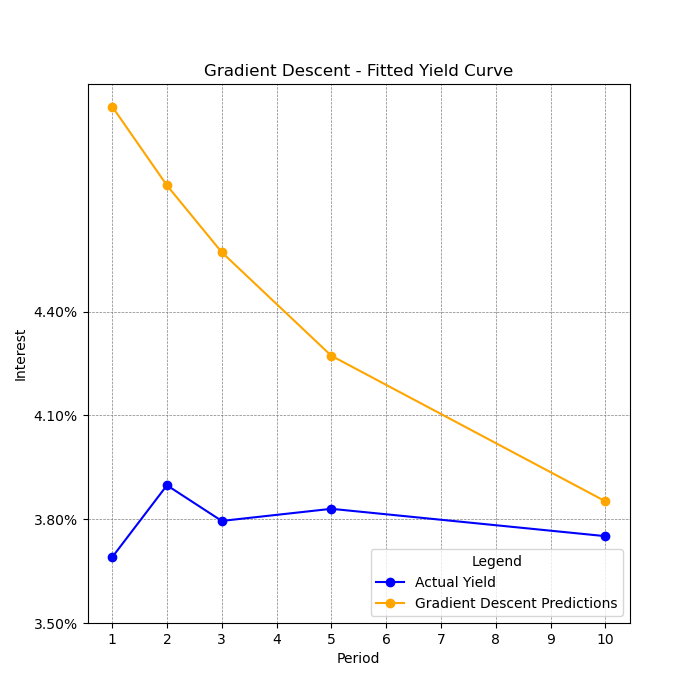 Gradient Descent - Fitted Yield Curve
Interest
4.40%
4.10%
3.80%
3.50%
Legend
Actual Yield
Gradient Descent Predictions
1 2 3 4 5 6 7 8 9 10
Period